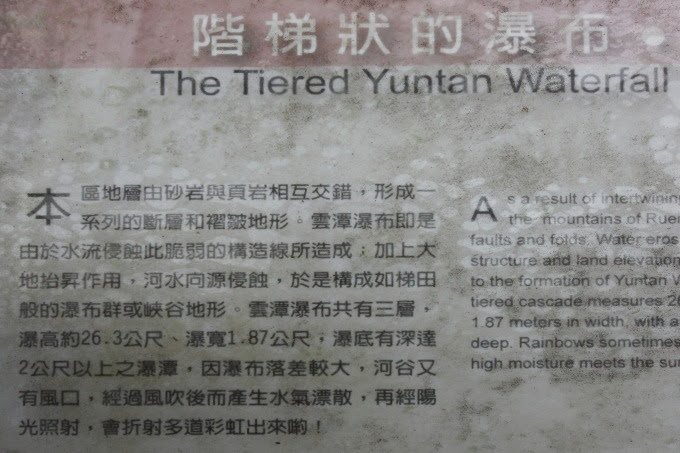 階梯狀的瀑布・
The Tiered Yuntan Waterfall
本區地層由砂岩與頁岩相互交錯，形成一
系列的斷層和褶皺地形。雲潭瀑布即是
由於水流侵蝕此脆弱的構造線所造成；加上大
地抬昇作用，河水向源侵蝕，於是構成如梯田
般的瀑布群或峽谷地形。雲潭瀑布共有三層，
瀑高約26.3公尺、瀑寬1.87公尺，瀑底有深達
2公尺以上之瀑潭，因瀑布落差較大，河谷又
有風口，經過風吹後而產生水氣漂散，再經陽
光照射，會折射多道彩虹出來喲！
As a result of intertwining
the mountains of Ruei
faults and folds. Water eros
structure and land elevation
to the formation of Yuntan W
tiered cascade measures 26
1.87 meters in width, with a
deep. Rainbows sometimes
high moisture meets the sun